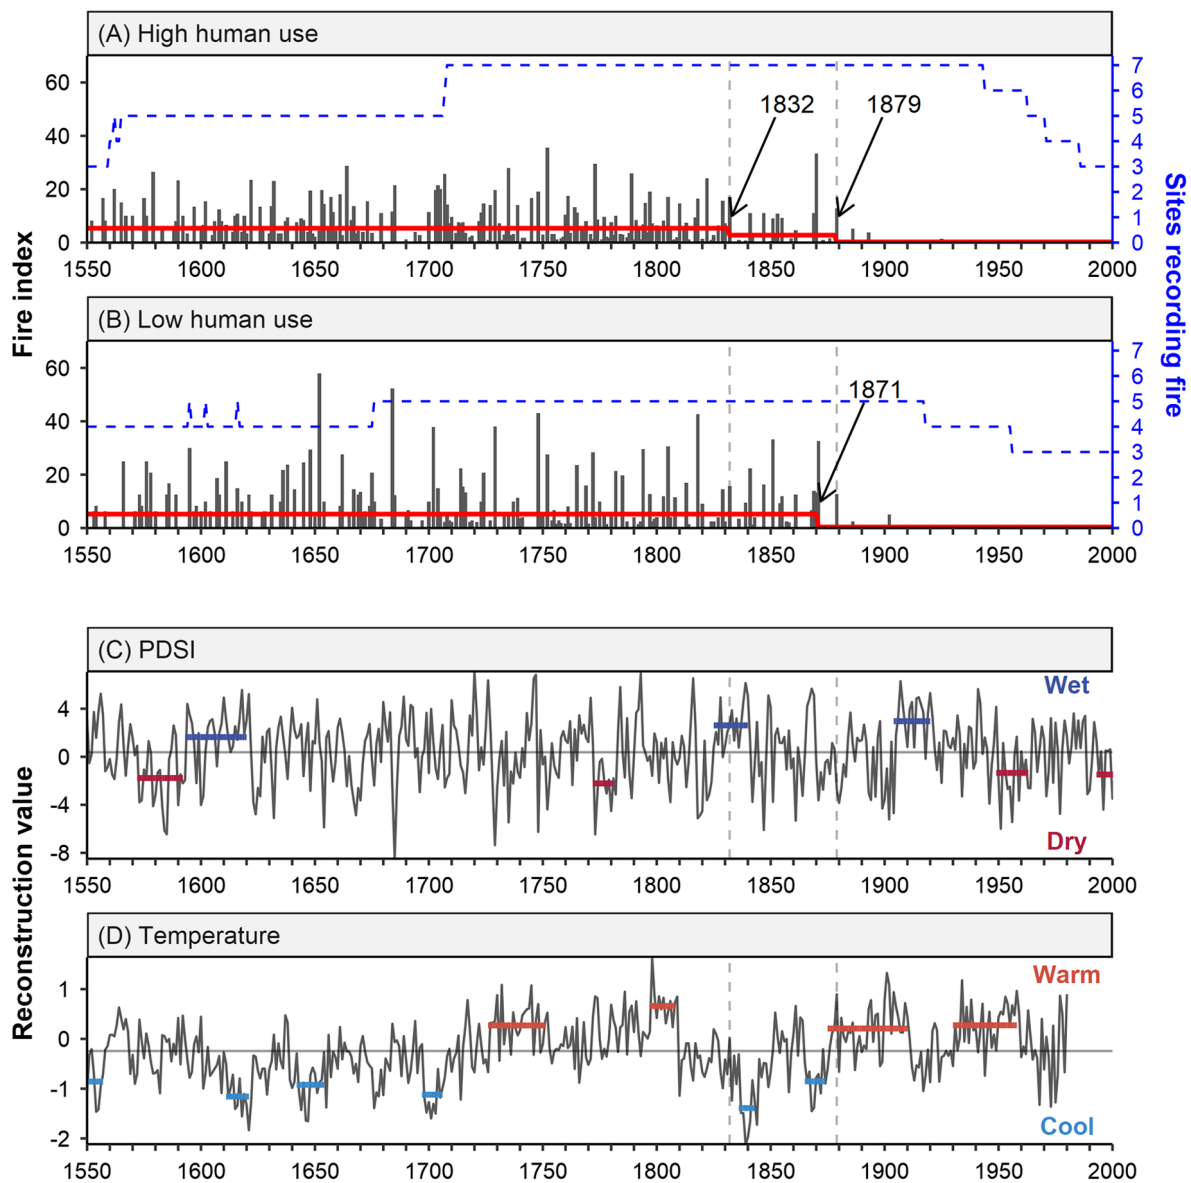 (A) High human use
60
40
20
0
7
6
5
4
3
2
1
0
1832
1879
1550 1600 1650 1700 1750 1800 1850 1900 1950 2000
Fire index
Sites recording fire
(B) Low human use
60
40
20
0
7
6
5
4
3
2
1
0
1871
1550 1600 1650 1700 1750 1800 1850 1900 1950 2000
(C) PDSI
4
0
-4
-8
Wet
Dry
1550 1600 1650 1700 1750 1800 1850 1900 1950 2000
Reconstruction value
(D) Temperature
1
0
-1
-2
Warm
Cool
1550 1600 1650 1700 1750 1800 1850 1900 1950 2000